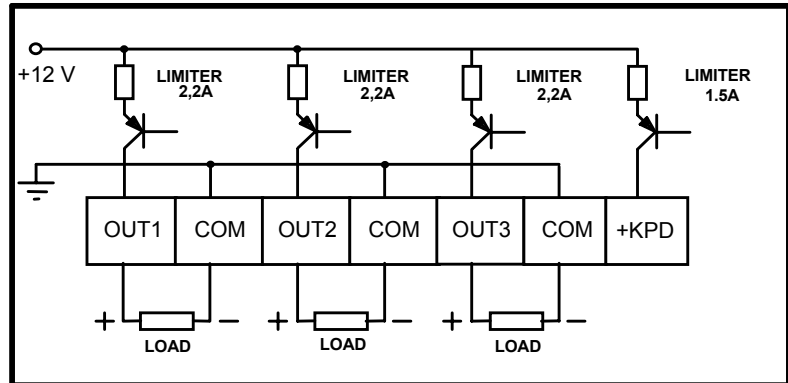 +12 V
LIMITER
2,2A
LIMITER
2,2A
LIMITER
2,2A
LIMITER
1.5A
OUT1 COM OUT2 COM OUT3 COM +KPD
+ − + − + −
LOAD LOAD LOAD